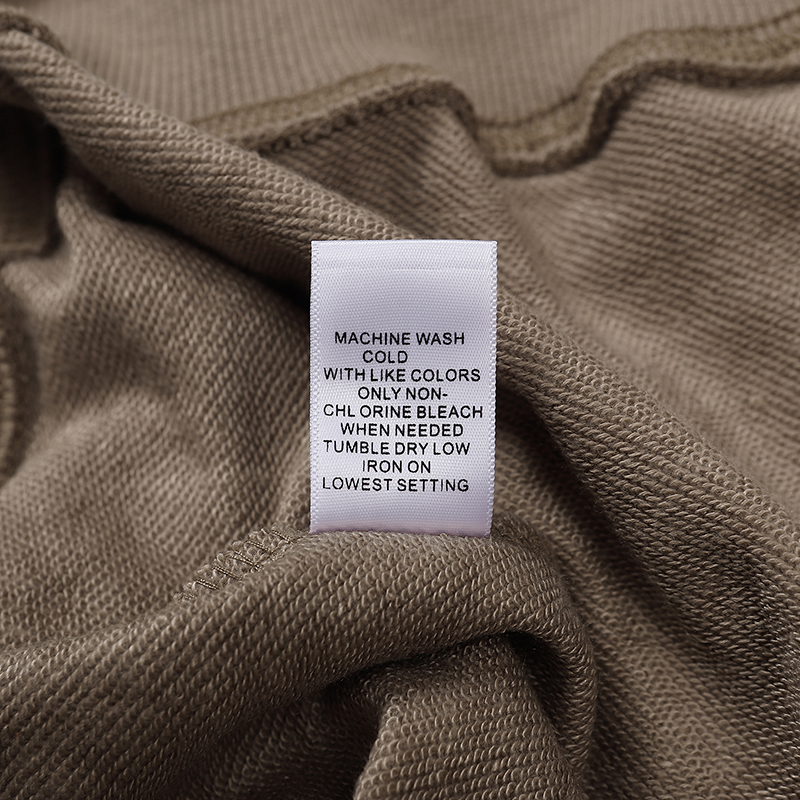 MACHINE WASH
COLD
WITH LIKE COLORS
ONLY NON-
CHL ORINE BLEACH
WHEN NEEDED
TUMBLE DRY LOW
IRON ON
LOWEST SETTING